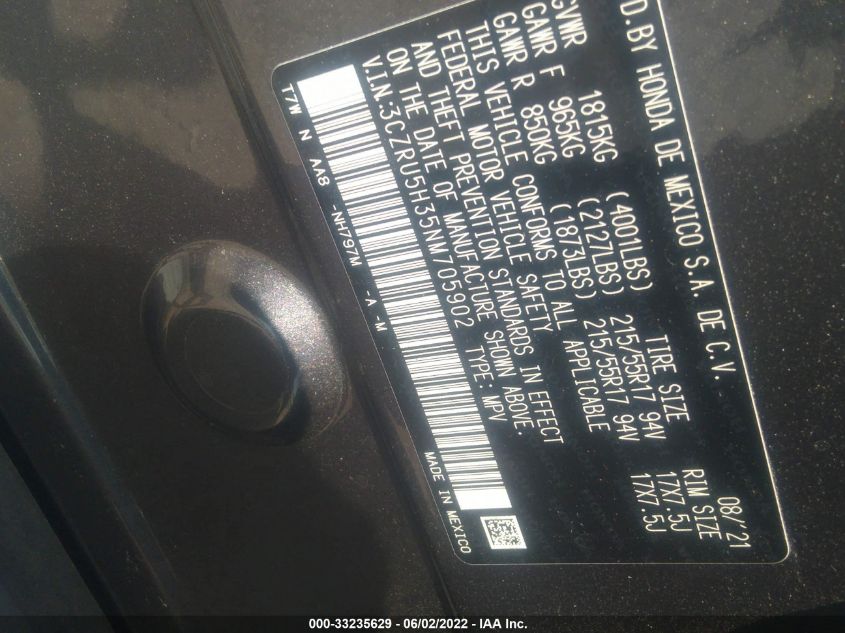 D.BY HONDA DE MEXICO S.A. DE C.V. 08/'21
GVWR 1815KG (4001LBS) TIRE SIZE RIM SIZE
GAWR F 965KG (2127LBS) 215/55R17 94V 17X7.5J
GAWR R 850KG (1873LBS) 215/55R17 94V 17X7.5J
THIS VEHICLE CONFORMS TO ALL APPLICABLE
FEDERAL MOTOR VEHICLE SAFETY
AND THEFT PREVENTION STANDARDS IN EFFECT
ON THE DATE OF MANUFACTURE SHOWN ABOVE.
V.I.N:3CZRU5H35NM705902 TYPE: MPV
T7W N AA8 -NH797M -A -M MADE IN MEXICO
000-33235629 - 06/02/2022 - IAA Inc.